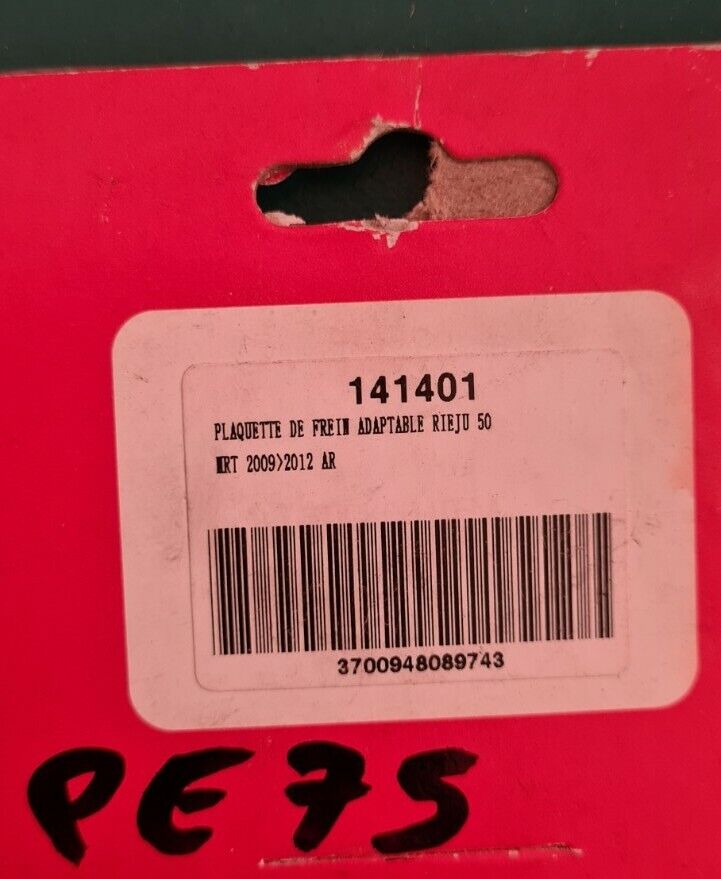 141401
PLAQUETTE DE FREIN ADAPTABLE RIEJU 50
MRT 2009>2012 AR
3700948089743
PE75